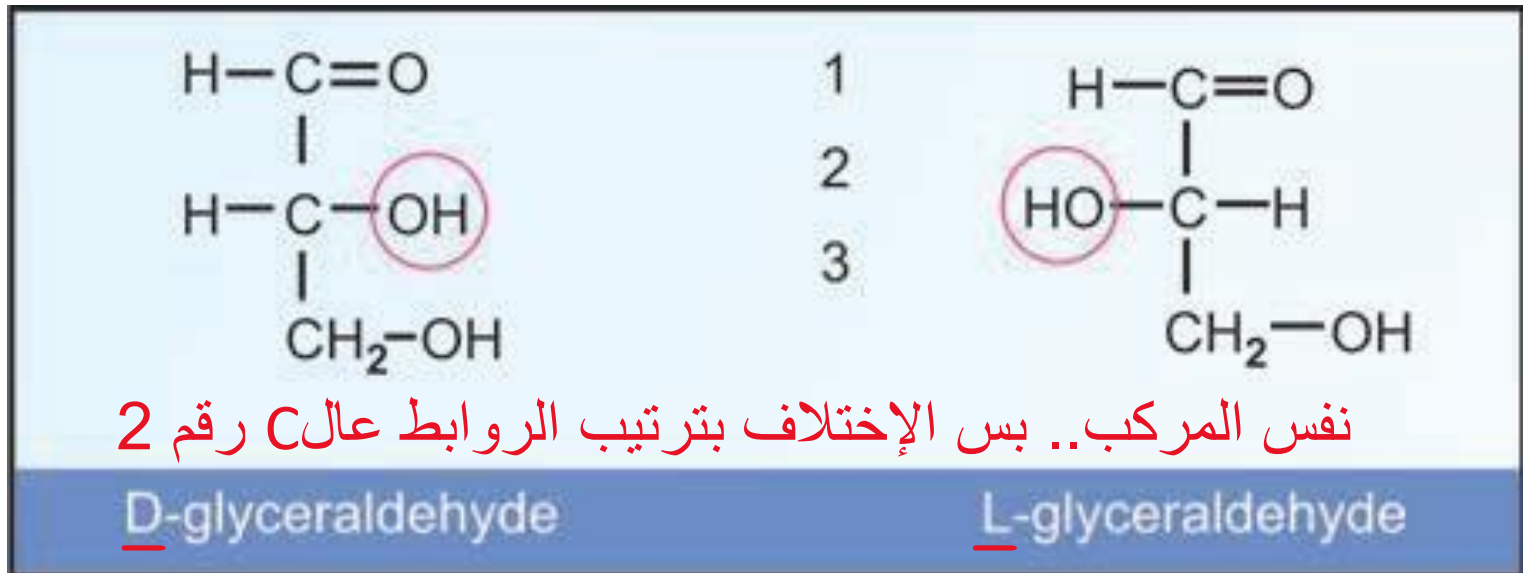 H—C=O 1 H—C=O
H—C—OH 2 HO—C—H
3
CH₂—OH CH₂—OH
نفس المركب.. بس الإختلاف بترتيب الروابط عالC رقم 2
D-glyceraldehyde L-glyceraldehyde